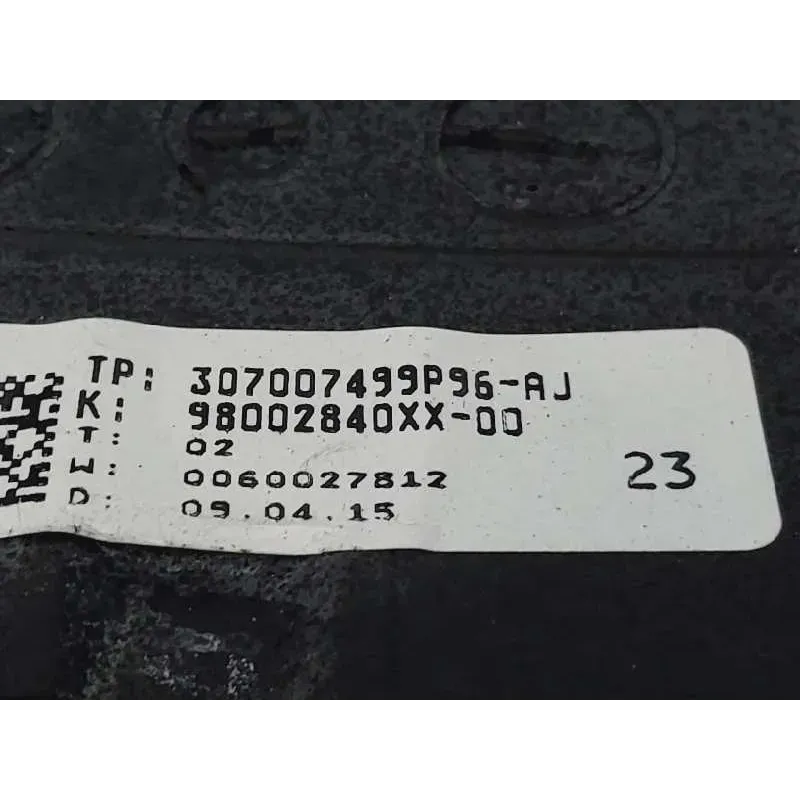 TP: 307007499P96-AJ
K: 98002840XX-00
T: 02
W: 0060027812
D: 09.04.15
23